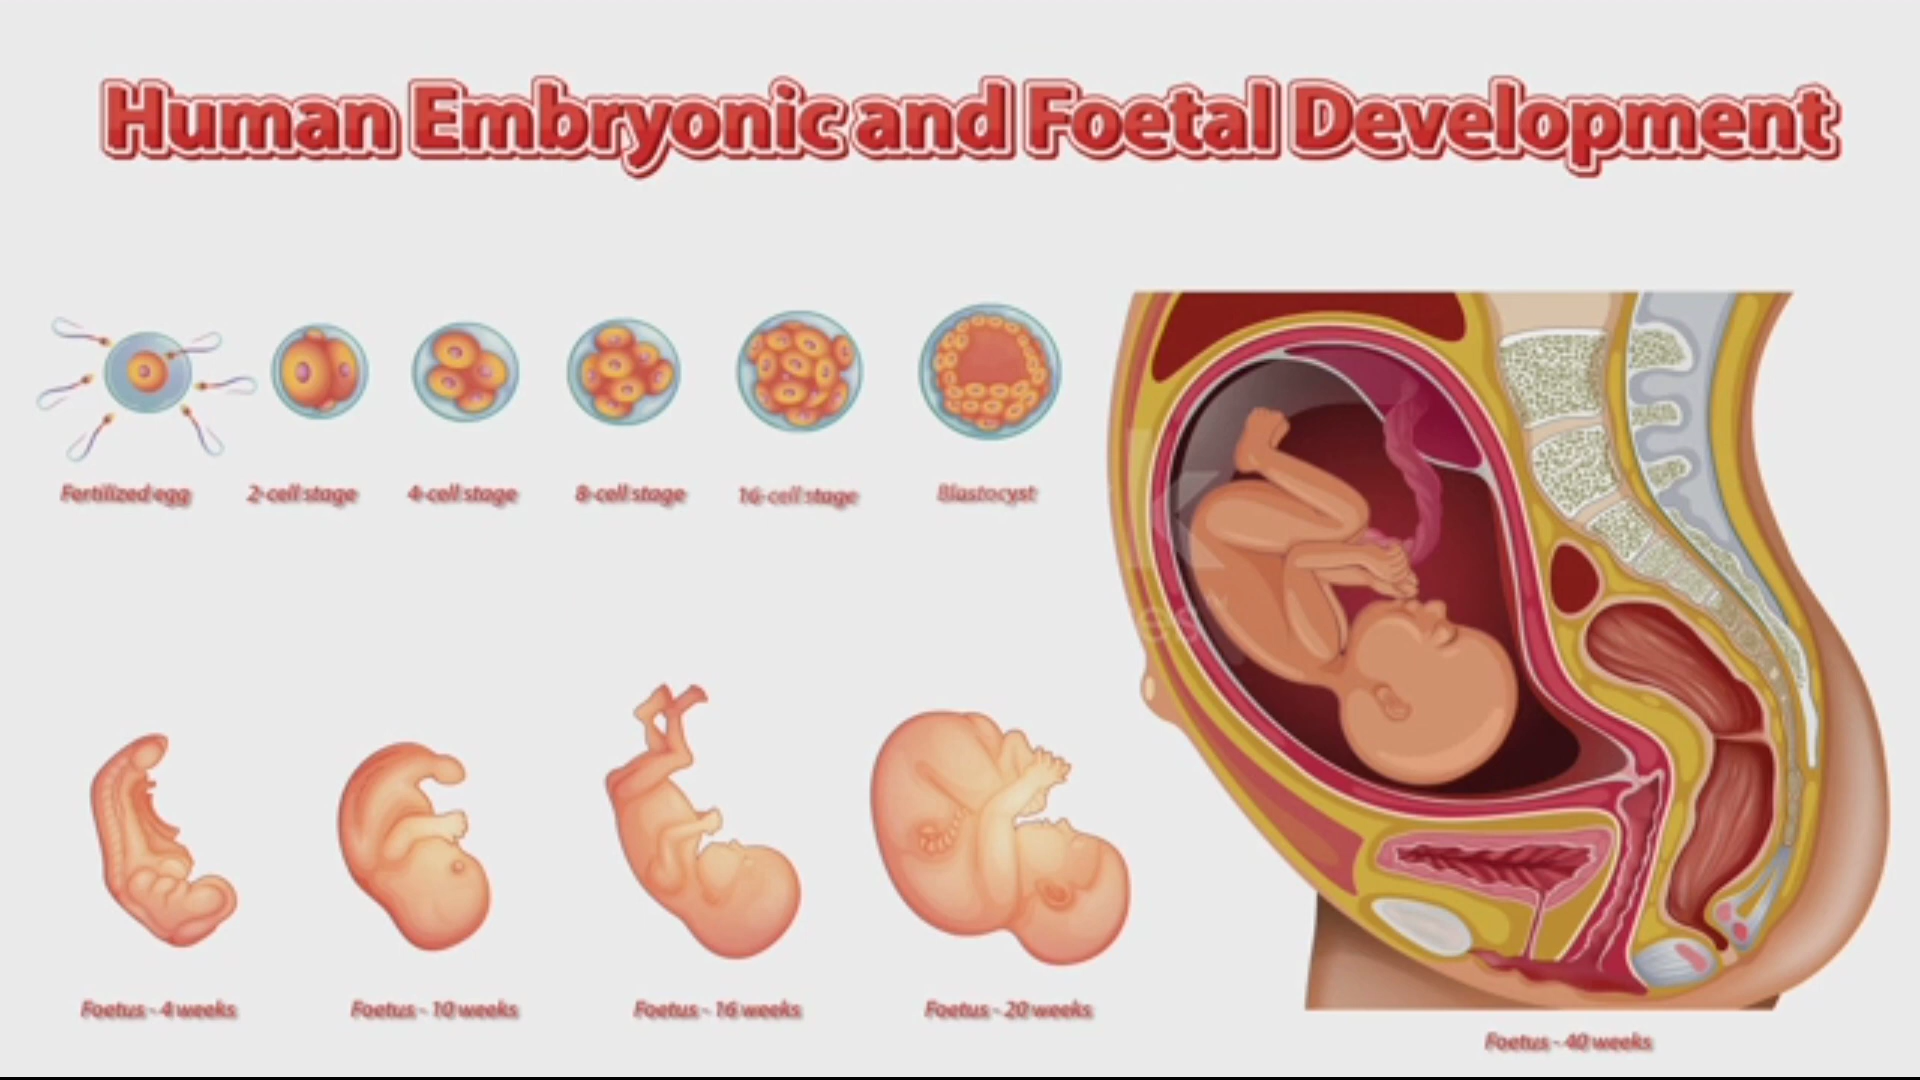 Human Embryonic and Foetal Development
Fertilized egg
2-cell stage
4-cell stage
8-cell stage
16-cell stage
Blastocyst
Foetus - 4 weeks
Foetus - 10 weeks
Foetus - 16 weeks
Foetus - 20 weeks
Foetus - 40 weeks